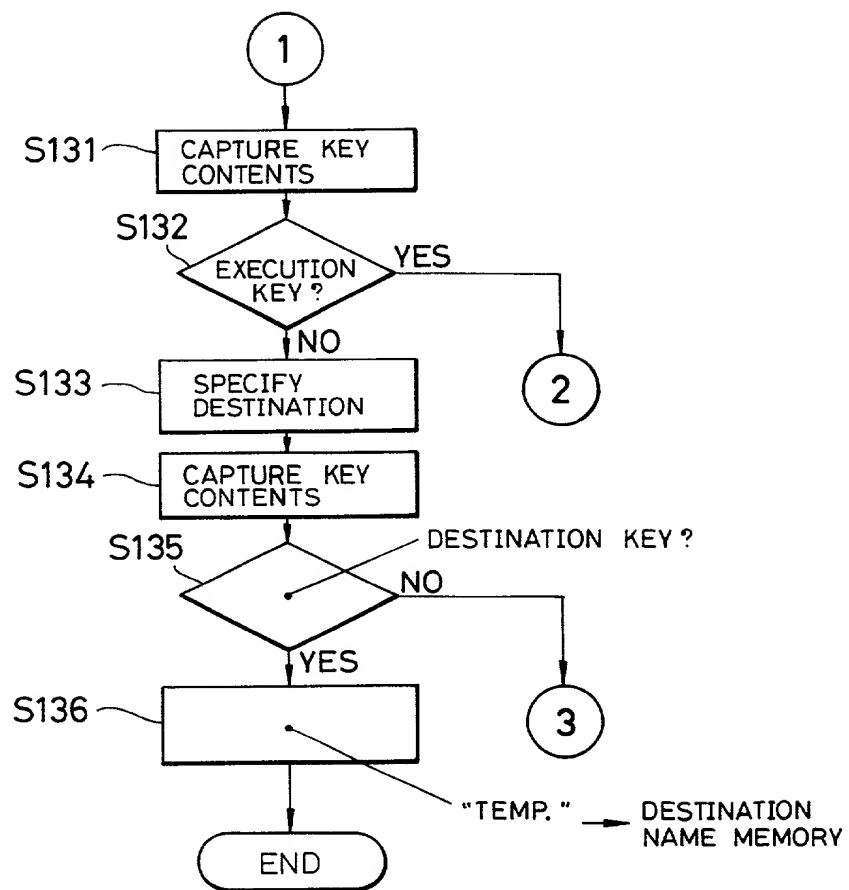 1
S131
CAPTURE KEY
CONTENTS
S132
EXECUTION
KEY?
YES
NO
2
S133
SPECIFY
DESTINATION
S134
CAPTURE KEY
CONTENTS
S135
DESTINATION KEY?
NO
YES
3
S136
"TEMP." → DESTINATION
NAME MEMORY
END